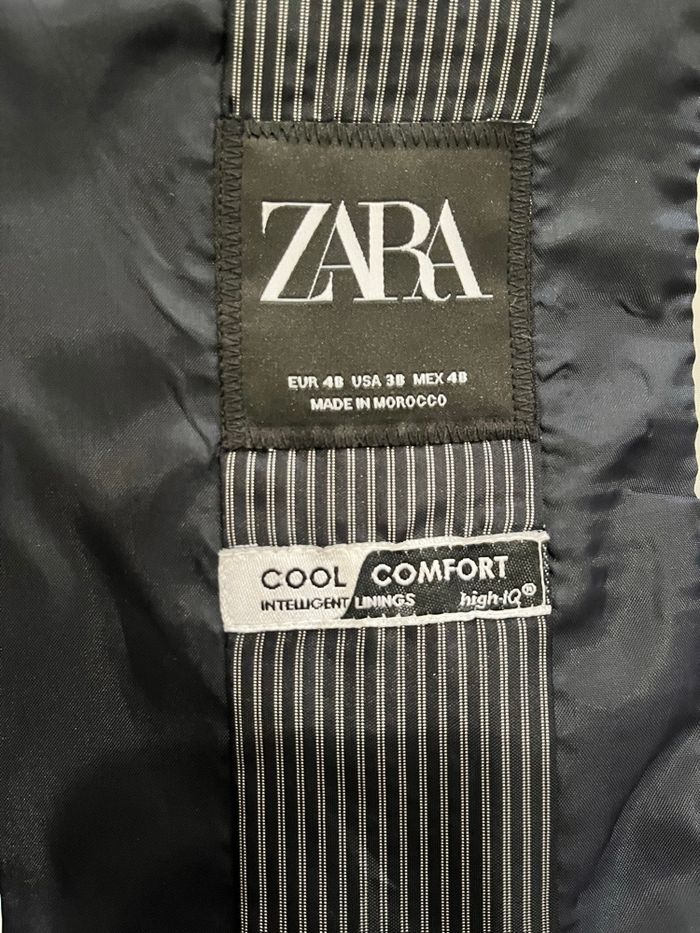 ZARA
EUR 48 USA 38 MEX 48
MADE IN MOROCCO
COOL COMFORT
INTELLIGENT LININGS high-IQ®